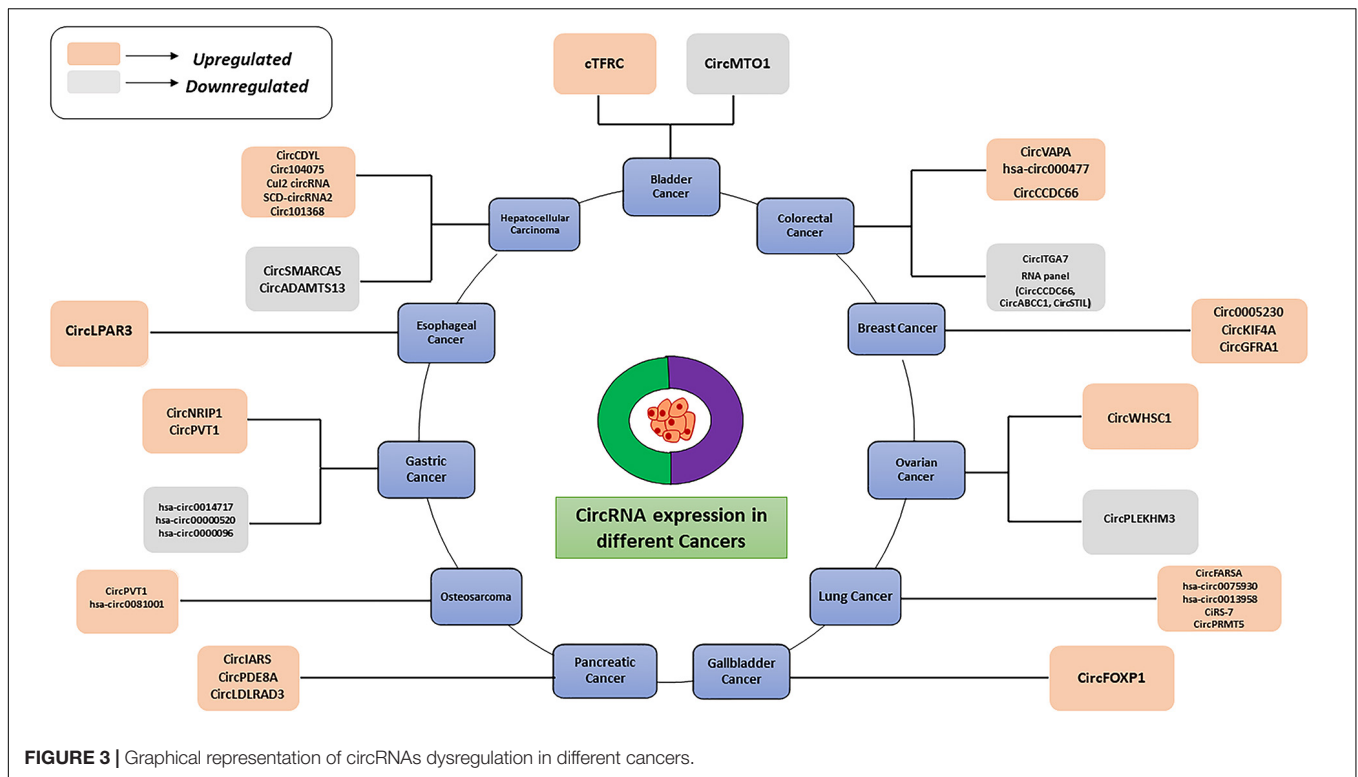 Upregulated
Downregulated
cTFRC
CircMTO1
Bladder
Cancer
CircCDYL
Circ104075
Cul2 circRNA
SCD-circRNA2
Circ101368
CircSMARCA5
CircADAMTS13
Hepatocellular
Carcinoma
Colorectal
Cancer
CircVAPA
hsa-circ000477
CircCCDC66
CircITGA7
RNA panel
(CircCCDC66,
CircABCC1, CircSTIL)
CircLPAR3
Esophageal
Cancer
Breast Cancer
Circ0005230
CircKIF4A
CircGFRA1
CircNRIP1
CircPVT1
hsa-circ0014717
hsa-circ00000520
hsa-circ0000096
Gastric
Cancer
Ovarian
Cancer
CircWHSC1
CircPLEKHM3
CircRNA expression in
different Cancers
CircPVT1
hsa-circ0081001
Osteosarcoma
Lung Cancer
CircFARSA
hsa-circ0075930
hsa-circ0013958
CiRS-7
CircPRMT5
CircIARS
CircPDE8A
CircLDLRAD3
Pancreatic
Cancer
Gallbladder
Cancer
CircFOXP1
FIGURE 3 | Graphical representation of circRNAs dysregulation in different cancers.